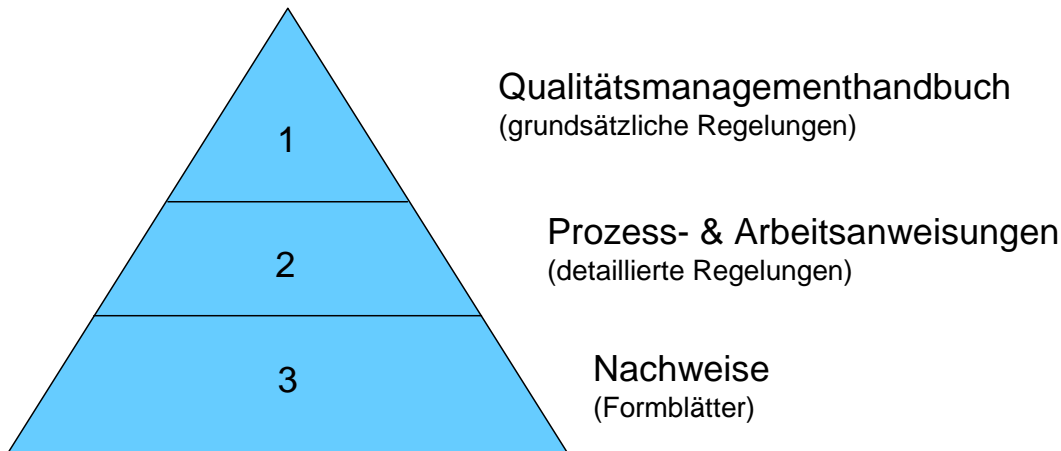 1
Qualitätsmanagementhandbuch
(grundsätzliche Regelungen)
2
Prozess- & Arbeitsanweisungen
(detaillierte Regelungen)
3
Nachweise
(Formblätter)